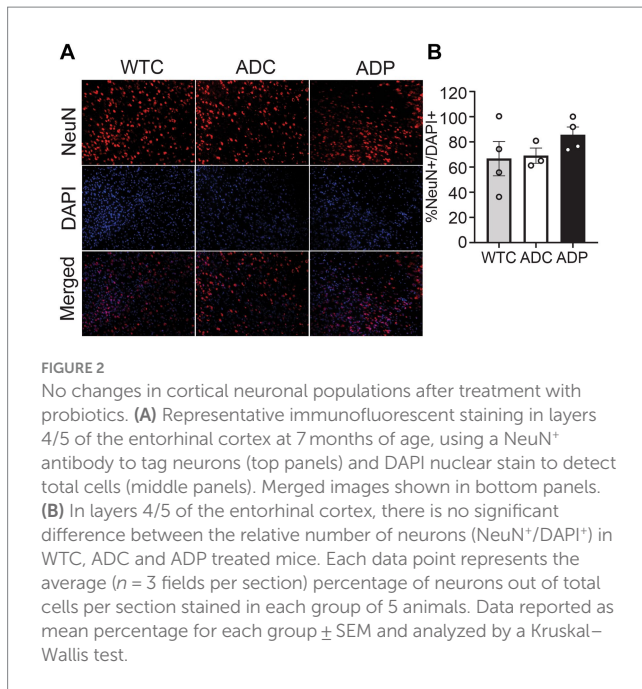 A
B
WTC
ADC
ADP
NeuN
DAPI
Merged
%NeuN+/DAPI+
120
100
80
60
40
20
0
WTC ADC ADP
FIGURE 2
No changes in cortical neuronal populations after treatment with
probiotics. (A) Representative immunofluorescent staining in layers
4/5 of the entorhinal cortex at 7 months of age, using a NeuN⁺
antibody to tag neurons (top panels) and DAPI nuclear stain to detect
total cells (middle panels). Merged images shown in bottom panels.
(B) In layers 4/5 of the entorhinal cortex, there is no significant
difference between the relative number of neurons (NeuN⁺/DAPI⁺) in
WTC, ADC and ADP treated mice. Each data point represents the
average (n = 3 fields per section) percentage of neurons out of total
cells per section stained in each group of 5 animals. Data reported as
mean percentage for each group ± SEM and analyzed by a Kruskal–
Wallis test.